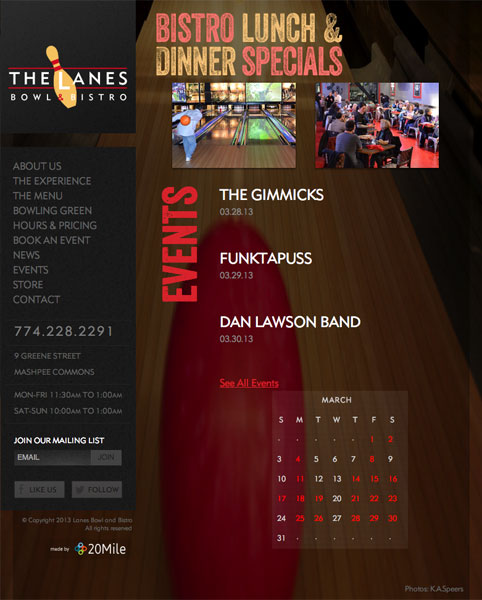 BISTRO LUNCH &
DINNER SPECIALS
THE LANES
BOWL & BISTRO
ABOUT US
THE EXPERIENCE
THE MENU
BOWLING GREEN
HOURS & PRICING
BOOK AN EVENT
NEWS
EVENTS
STORE
CONTACT
774.228.2291
9 GREENE STREET
MASHPEE COMMONS
MON-FRI 11:30AM TO 1:00AM
SAT-SUN 10:00AM TO 1:00AM
JOIN OUR MAILING LIST
EMAIL JOIN
LIKE US FOLLOW
© Copyright 2013 Lanes Bowl and Bistro
All rights reserved
made by 20Mile
EVENTS
THE GIMMICKS
03.28.13
FUNKTAPUSS
03.29.13
DAN LAWSON BAND
03.30.13
See All Events
MARCH
S M T W T F S
. . . . . 1 2
3 4 5 6 7 8 9
10 11 12 13 14 15 16
17 18 19 20 21 22 23
24 25 26 27 28 29 30
31 . . . . . .
Photos: K.A.Speers